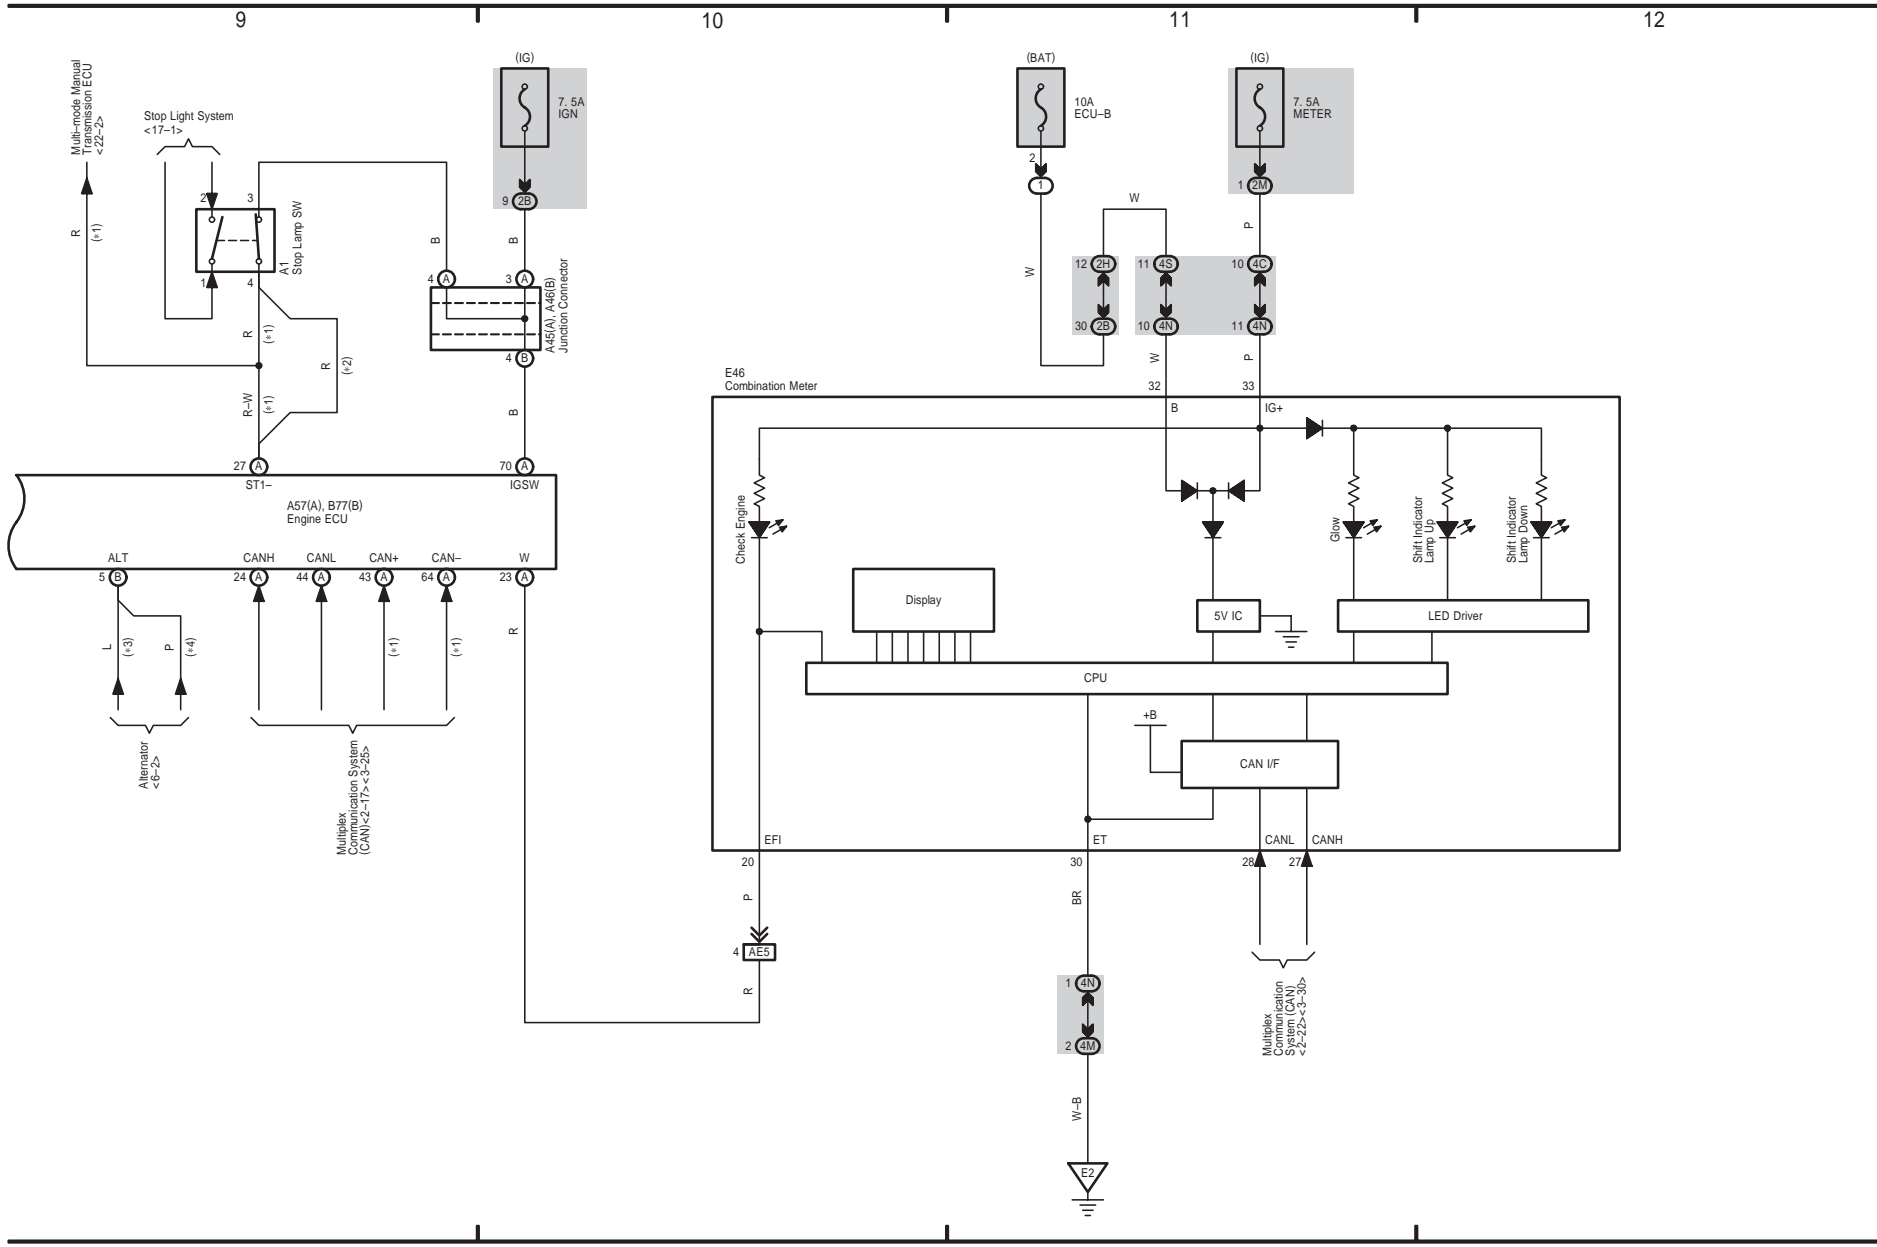 9
10
11
12
Multi–mode Manual
Transmission ECU
<22–2>
R
(∗1)
Stop Light System
<17–1>
2
3
1
4
A1
Stop Lamp SW
R
(∗1)
R
(∗2)
R–W
(∗1)
(IG)
7. 5A
IGN
9
2B
B
B
4
A
3
A
A45(A), A46(B)
Junction Connector
4
B
B
27
A
70
A
ST1–
IGSW
A57(A), B77(B)
Engine ECU
ALT
CANH
CANL
CAN+
CAN–
W
5
B
24
A
44
A
43
A
64
A
23
A
L
(∗3)
P
(∗4)
(∗1)
(∗1)
R
Alternator
<6–2>
Multiplex
Communication System
(CAN)<2–17><3–25>
(BAT)
10A
ECU–B
2
1
W
W
(IG)
7. 5A
METER
1
2M
P
12
2H
11
4S
10
4C
30
2B
10
4N
11
4N
W
P
E46
Combination Meter
32
33
B
IG+
Check Engine
Glow
Shift Indicator
Lamp Up
Shift Indicator
Lamp Down
Display
5V IC
LED Driver
CPU
+B
CAN I/F
EFI
ET
CANL
CANH
20
30
28
27
P
BR
4
AE5
R
1
4N
2
4M
W–B
E2
Multiplex
Communication
System (CAN)
<2–22><3–30>